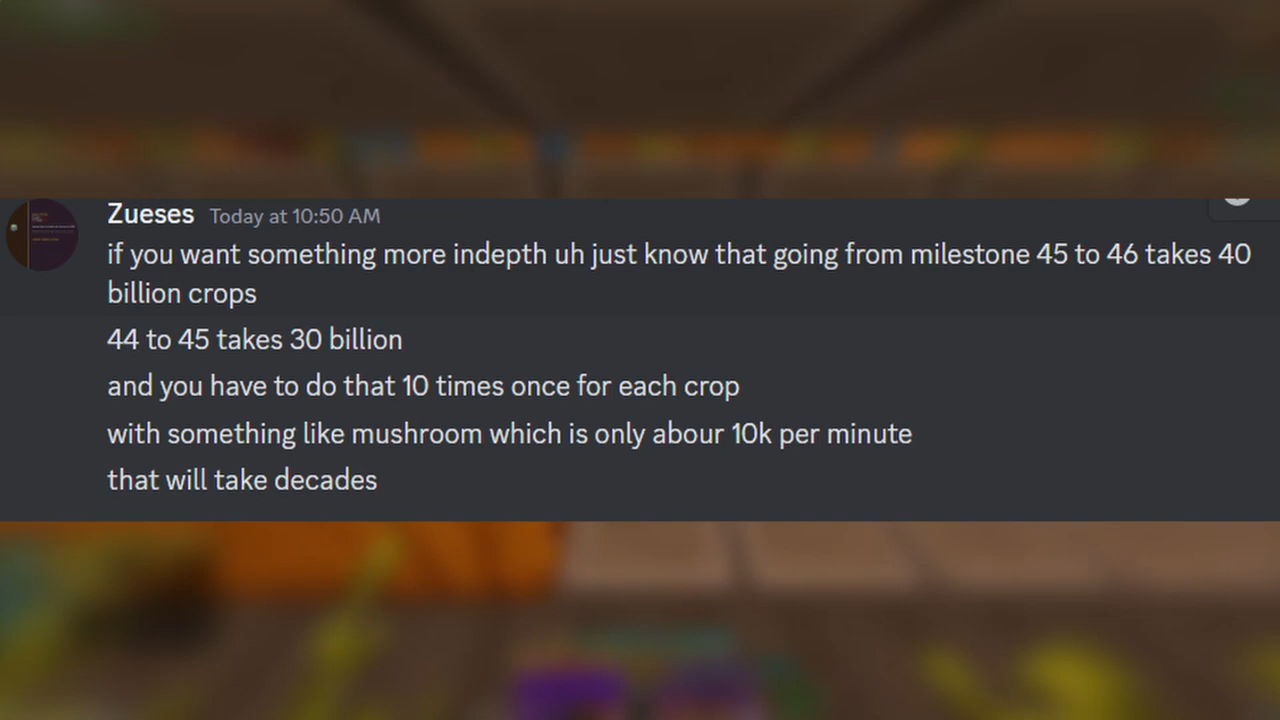 Zueses Today at 10:50 AM
if you want something more indepth uh just know that going from milestone 45 to 46 takes 40
billion crops
44 to 45 takes 30 billion
and you have to do that 10 times once for each crop
with something like mushroom which is only abour 10k per minute
that will take decades